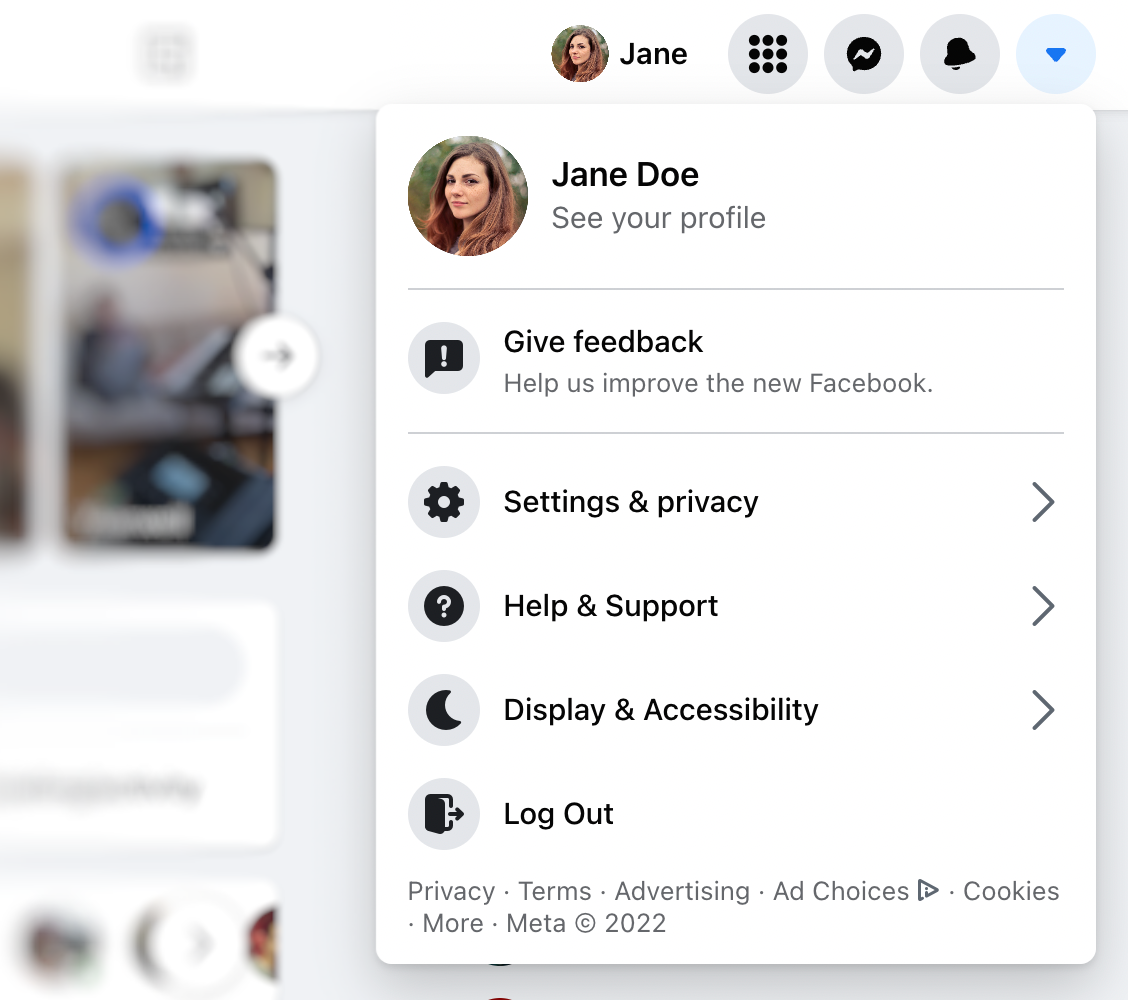 Jane
Jane Doe
See your profile
Give feedback
Help us improve the new Facebook.
Settings & privacy
Help & Support
Display & Accessibility
Log Out
Privacy · Terms · Advertising · Ad Choices · Cookies
· More · Meta © 2022